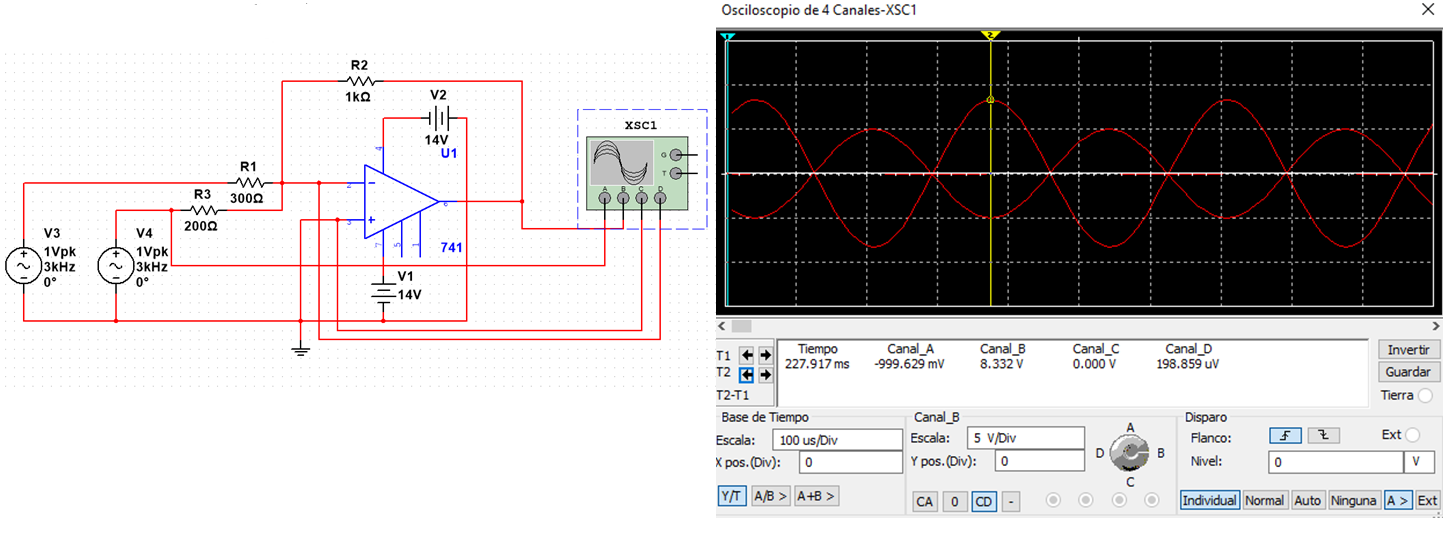 R2
1kΩ
V2
14V
U1
4
R1
300Ω
R3
200Ω
2
3
6
7
5
1
741
V3
1Vpk
3kHz
0°
V4
1Vpk
3kHz
0°
V1
14V
XSC1
G
T
A B C D
Osciloscopio de 4 Canales-XSC1
1
2
T1
T2
T2-T1
Tiempo Canal_A Canal_B Canal_C Canal_D
227.917 ms -999.629 mV 8.332 V 0.000 V 198.859 uV
Invertir
Guardar
Tierra
Base de Tiempo
Escala: 100 us/Div
X pos.(Div): 0
Y/T A/B > A+B >
Canal_B
Escala: 5 V/Div
Y pos.(Div): 0
CA 0 CD -
A
D B
C
Disparo
Flanco: Ext
Nivel: 0 V
Individual Normal Auto Ninguna A > Ext